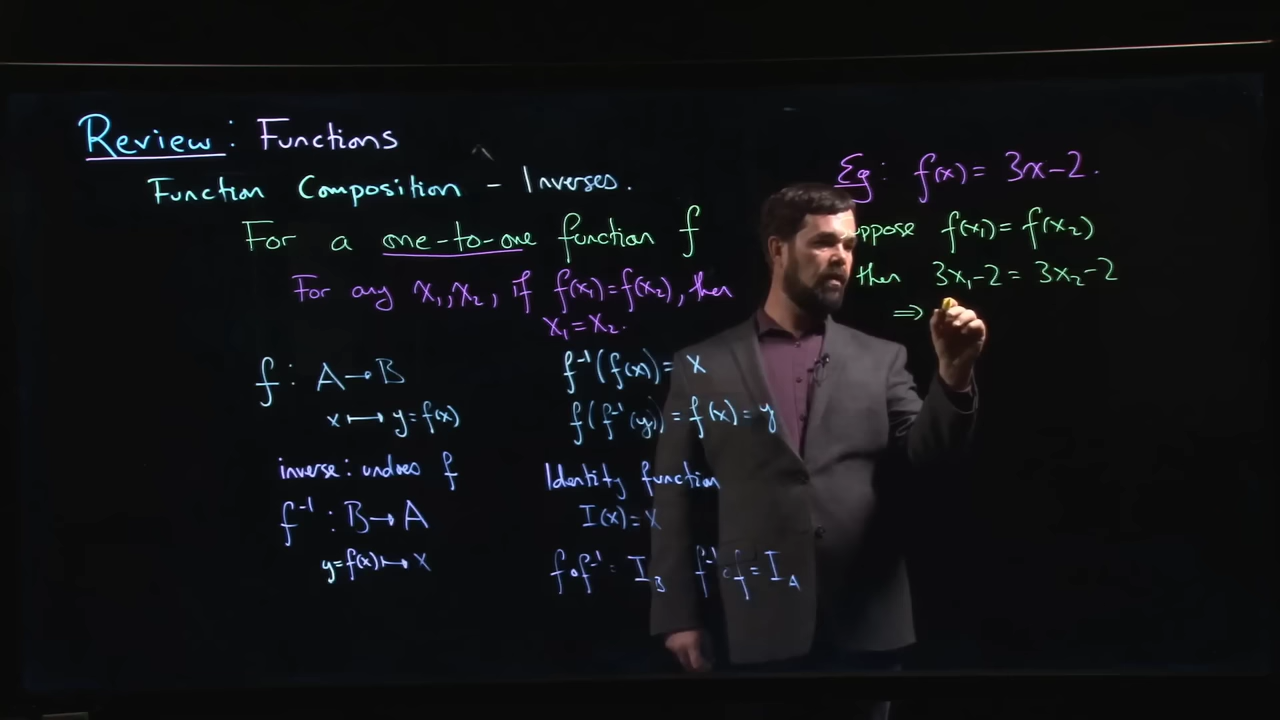 Review: Functions
Function Composition - Inverses.
For a one-to-one function f
For any x₁, x₂, if f(x₁)=f(x₂), then
x₁=x₂.
f: A→B
x⟼y=f(x)
inverse: undoes f
f⁻¹: B→A
y=f(x)⟼x
f⁻¹(f(x))=x
f(f⁻¹(y))=f(x)=y
Identity function
I(x)=x
f∘f⁻¹=I_B f⁻¹∘f=I_A
Eg: f(x)=3x-2.
f(x₁)=f(x₂)
then 3x₁-2=3x₂-2
⇒